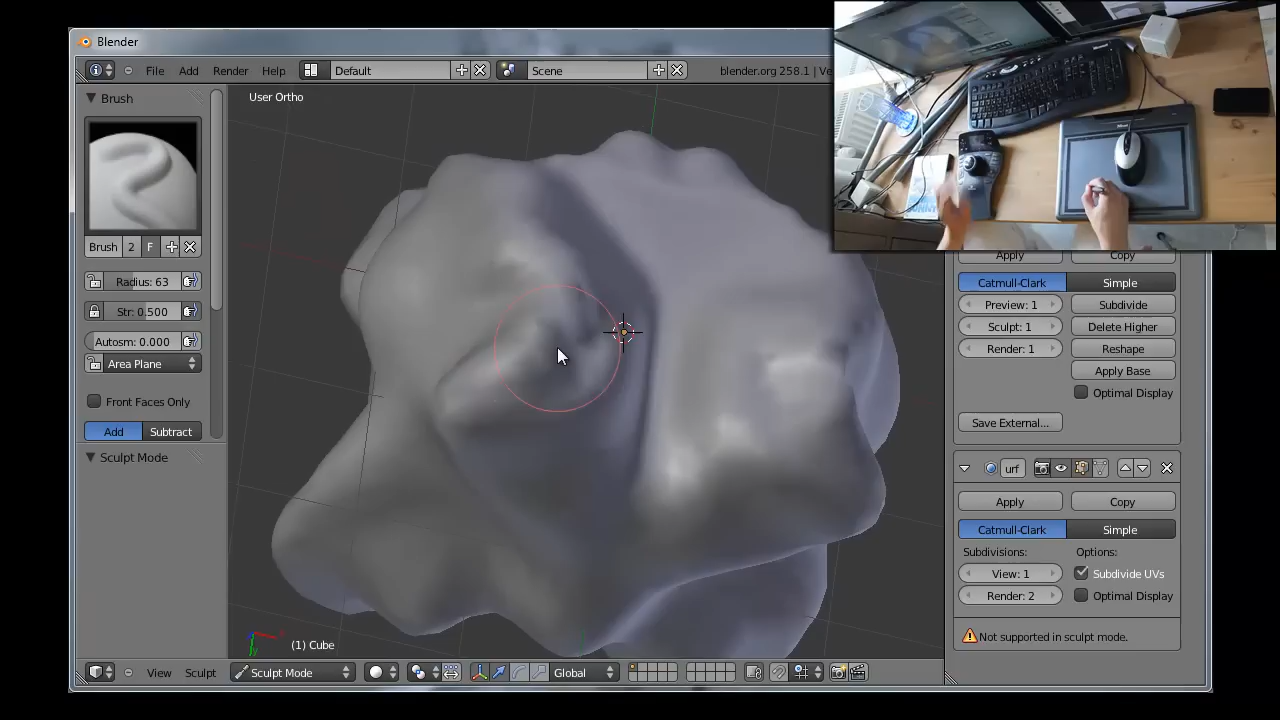 Blender
File Add Render Help Default Scene blender.org 258.1 | Ve
Brush
User Ortho
Brush 2 F
Radius: 63
Str: 0.500
Autosm: 0.000
Area Plane
Front Faces Only
Add Subtract
Sculpt Mode
Apply Copy
Catmull-Clark Simple
Preview: 1 Subdivide
Sculpt: 1 Delete Higher
Render: 1 Reshape
Apply Base
Optimal Display
Save External...
urf
Apply Copy
Catmull-Clark Simple
Subdivisions: Options:
View: 1 Subdivide UVs
Render: 2 Optimal Display
Not supported in sculpt mode.
(1) Cube
View Sculpt Sculpt Mode Global